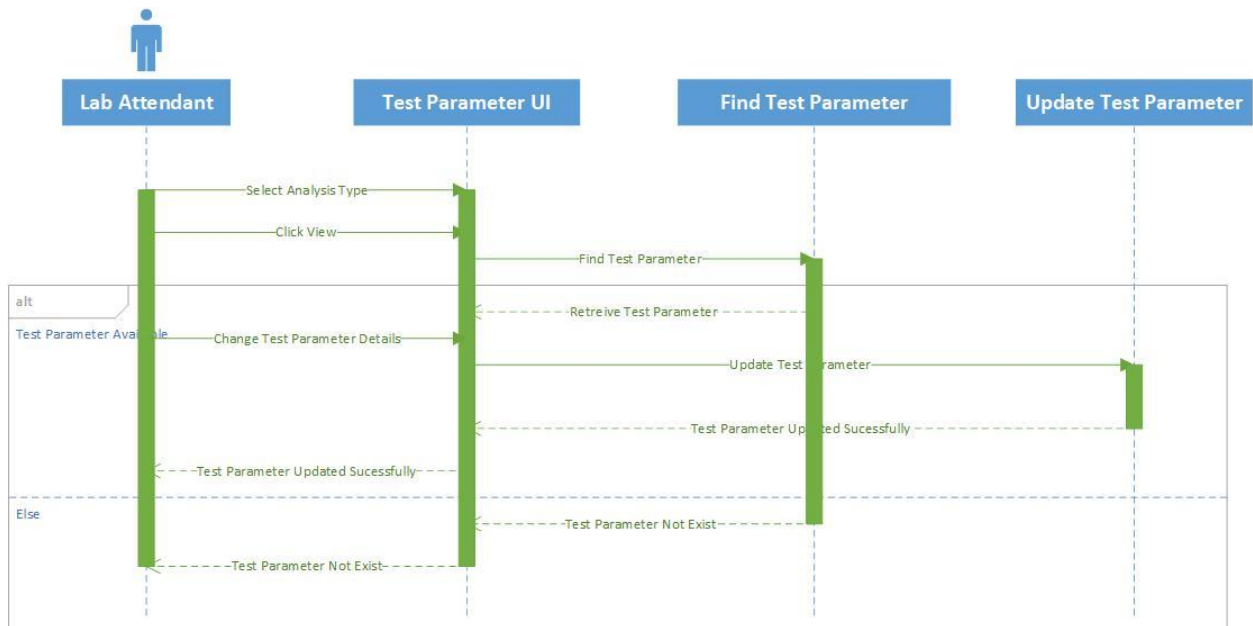 Lab Attendant
Test Parameter UI
Find Test Parameter
Update Test Parameter
Select Analysis Type
Click View
Find Test Parameter
alt
Retreive Test Parameter
Test Parameter Available
Change Test Parameter Details
Update Test Parameter
Test Parameter Updated Sucessfully
Test Parameter Updated Sucessfully
Else
Test Parameter Not Exist
Test Parameter Not Exist